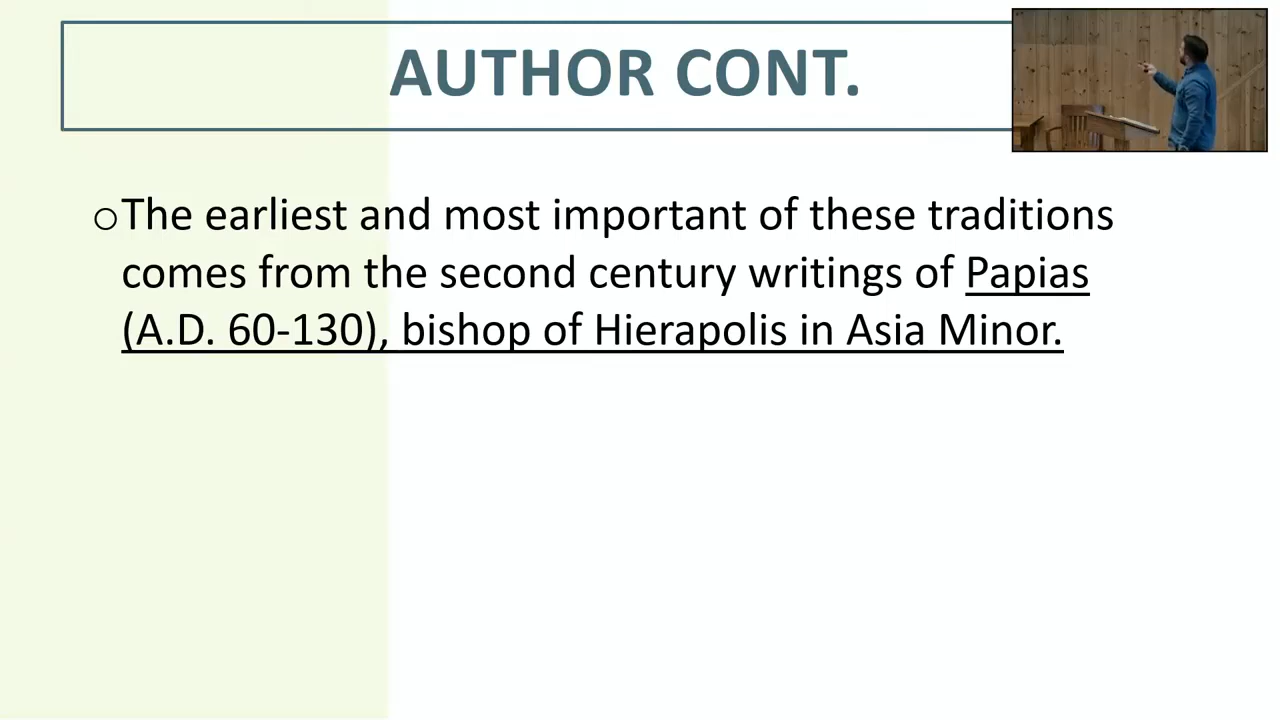 AUTHOR CONT.
oThe earliest and most important of these traditions
comes from the second century writings of Papias
(A.D. 60-130), bishop of Hierapolis in Asia Minor.